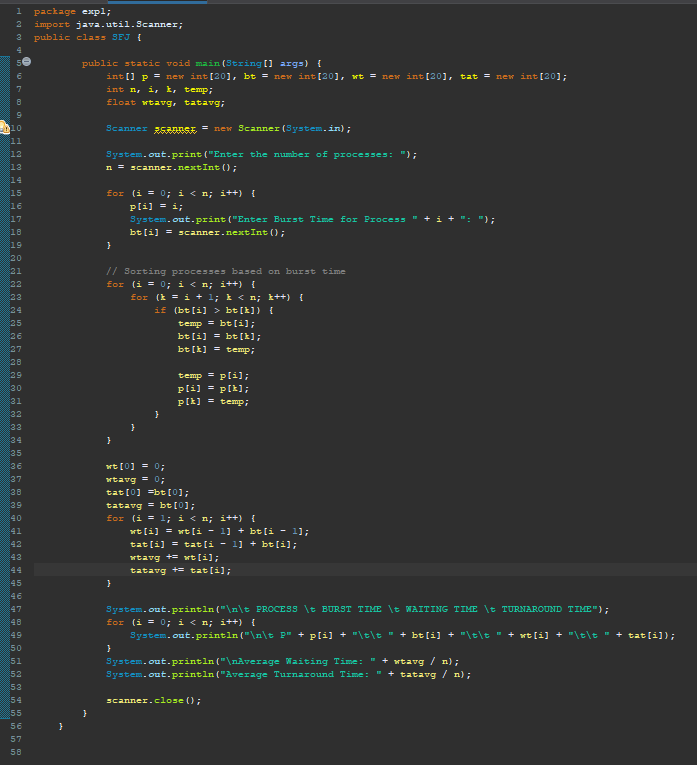 1 package exp1;
2 import java.util.Scanner;
3 public class SFJ {
4
5 public static void main(String[] args) {
6 int[] p = new int[20], bt = new int[20], wt = new int[20], tat = new int[20];
7 int n, i, k, temp;
8 float wtavg, tatavg;
9
10 Scanner scanner = new Scanner(System.in);
11
12 System.out.print("Enter the number of processes: ");
13 n = scanner.nextInt();
14
15 for (i = 0; i < n; i++) {
16 p[i] = i;
17 System.out.print("Enter Burst Time for Process " + i + ": ");
18 bt[i] = scanner.nextInt();
19 }
20
21 // Sorting processes based on burst time
22 for (i = 0; i < n; i++) {
23 for (k = i + 1; k < n; k++) {
24 if (bt[i] > bt[k]) {
25 temp = bt[i];
26 bt[i] = bt[k];
27 bt[k] = temp;
28
29 temp = p[i];
30 p[i] = p[k];
31 p[k] = temp;
32 }
33 }
34 }
35
36 wt[0] = 0;
37 wtavg = 0;
38 tat[0] =bt[0];
39 tatavg = bt[0];
40 for (i = 1; i < n; i++) {
41 wt[i] = wt[i - 1] + bt[i - 1];
42 tat[i] = tat[i - 1] + bt[i];
43 wtavg += wt[i];
44 tatavg += tat[i];
45 }
46
47 System.out.println("\n\t PROCESS \t BURST TIME \t WAITING TIME \t TURNAROUND TIME");
48 for (i = 0; i < n; i++) {
49 System.out.println("\n\t P" + p[i] + "\t\t " + bt[i] + "\t\t " + wt[i] + "\t\t " + tat[i]);
50 }
51 System.out.println("\nAverage Waiting Time: " + wtavg / n);
52 System.out.println("Average Turnaround Time: " + tatavg / n);
53
54 scanner.close();
55 }
56 }
57
58